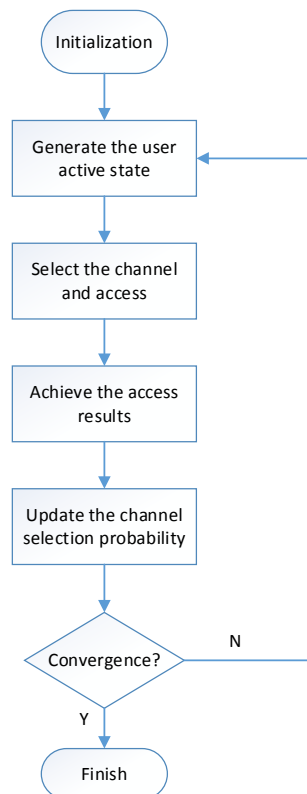 Initialization
Generate the user
active state
Select the channel
and access
Achieve the access
results
Update the channel
selection probability
Convergence?
N
Y
Finish